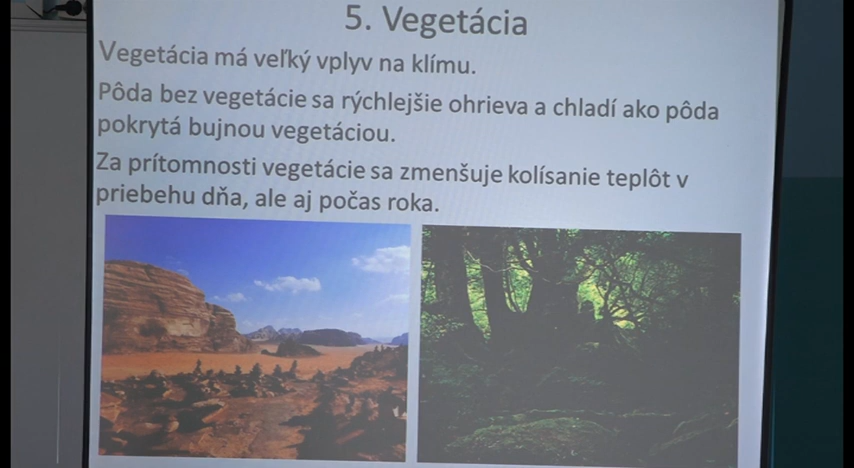 5. Vegetácia
Vegetácia má veľký vplyv na klímu.
Pôda bez vegetácie sa rýchlejšie ohrieva a chladí ako pôda
pokrytá bujnou vegetáciou.
Za prítomnosti vegetácie sa zmenšuje kolísanie teplôt v
priebehu dňa, ale aj počas roka.